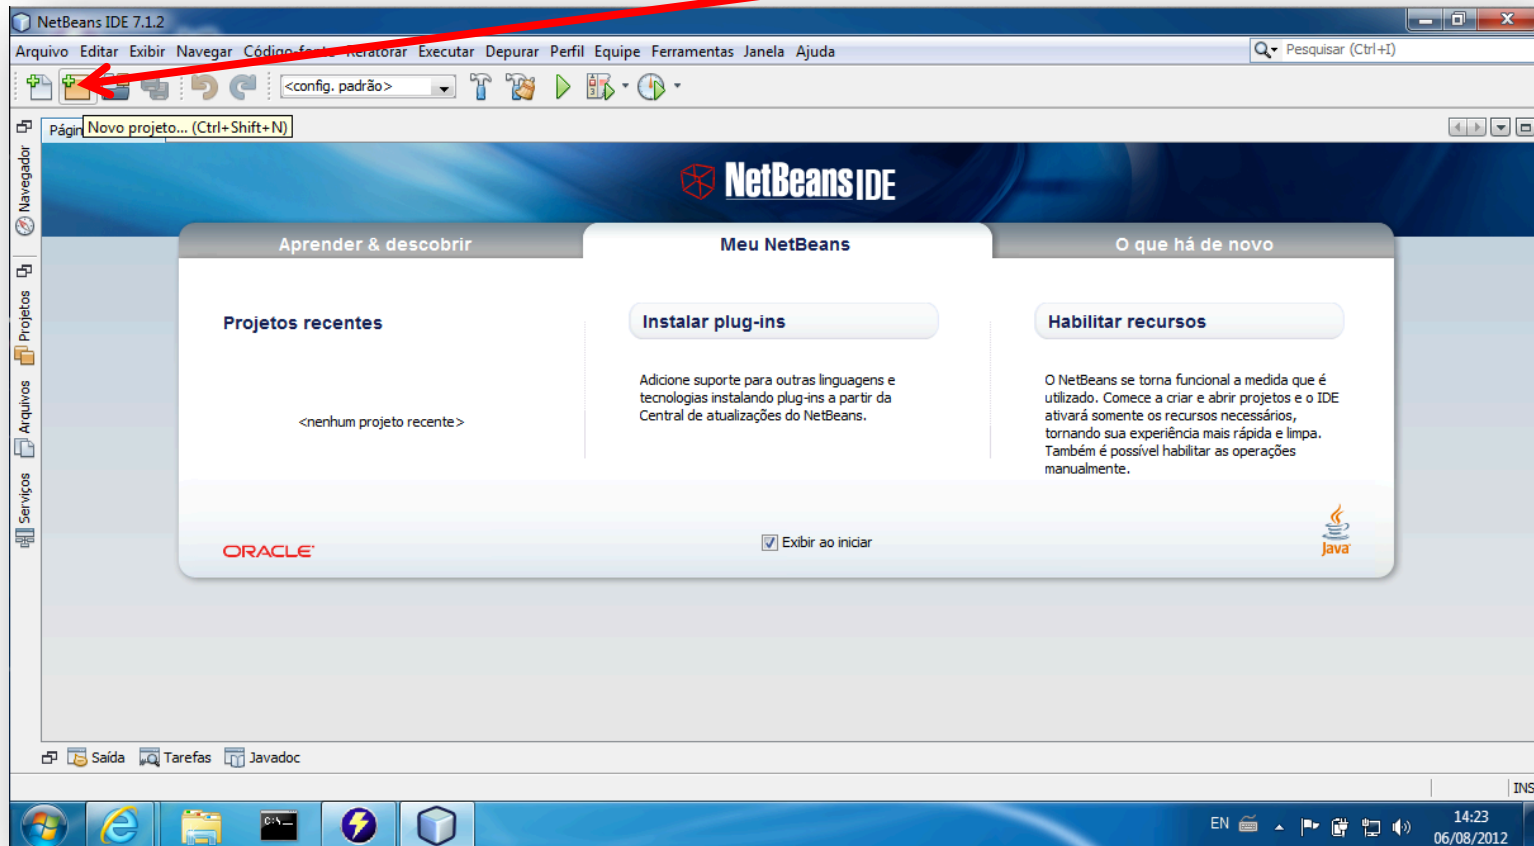 NetBeans IDE 7.1.2
Arquivo Editar Exibir Navegar Código-fonte Refatorar Executar Depurar Perfil Equipe Ferramentas Janela Ajuda
Pesquisar (Ctrl+I)
<config. padrão>
Págin
Novo projeto... (Ctrl+Shift+N)
Navegador
Projetos
Arquivos
Serviços
NetBeans IDE
Aprender & descobrir
Meu NetBeans
O que há de novo
Projetos recentes
<nenhum projeto recente>
Instalar plug-ins
Adicione suporte para outras linguagens e
tecnologias instalando plug-ins a partir da
Central de atualizações do NetBeans.
Habilitar recursos
O NetBeans se torna funcional a medida que é
utilizado. Comece a criar e abrir projetos e o IDE
ativará somente os recursos necessários,
tornando sua experiência mais rápida e limpa.
Também é possível habilitar as operações
manualmente.
ORACLE
Exibir ao iniciar
Java
Saída Tarefas Javadoc
INS
C:\_
EN
14:23
06/08/2012